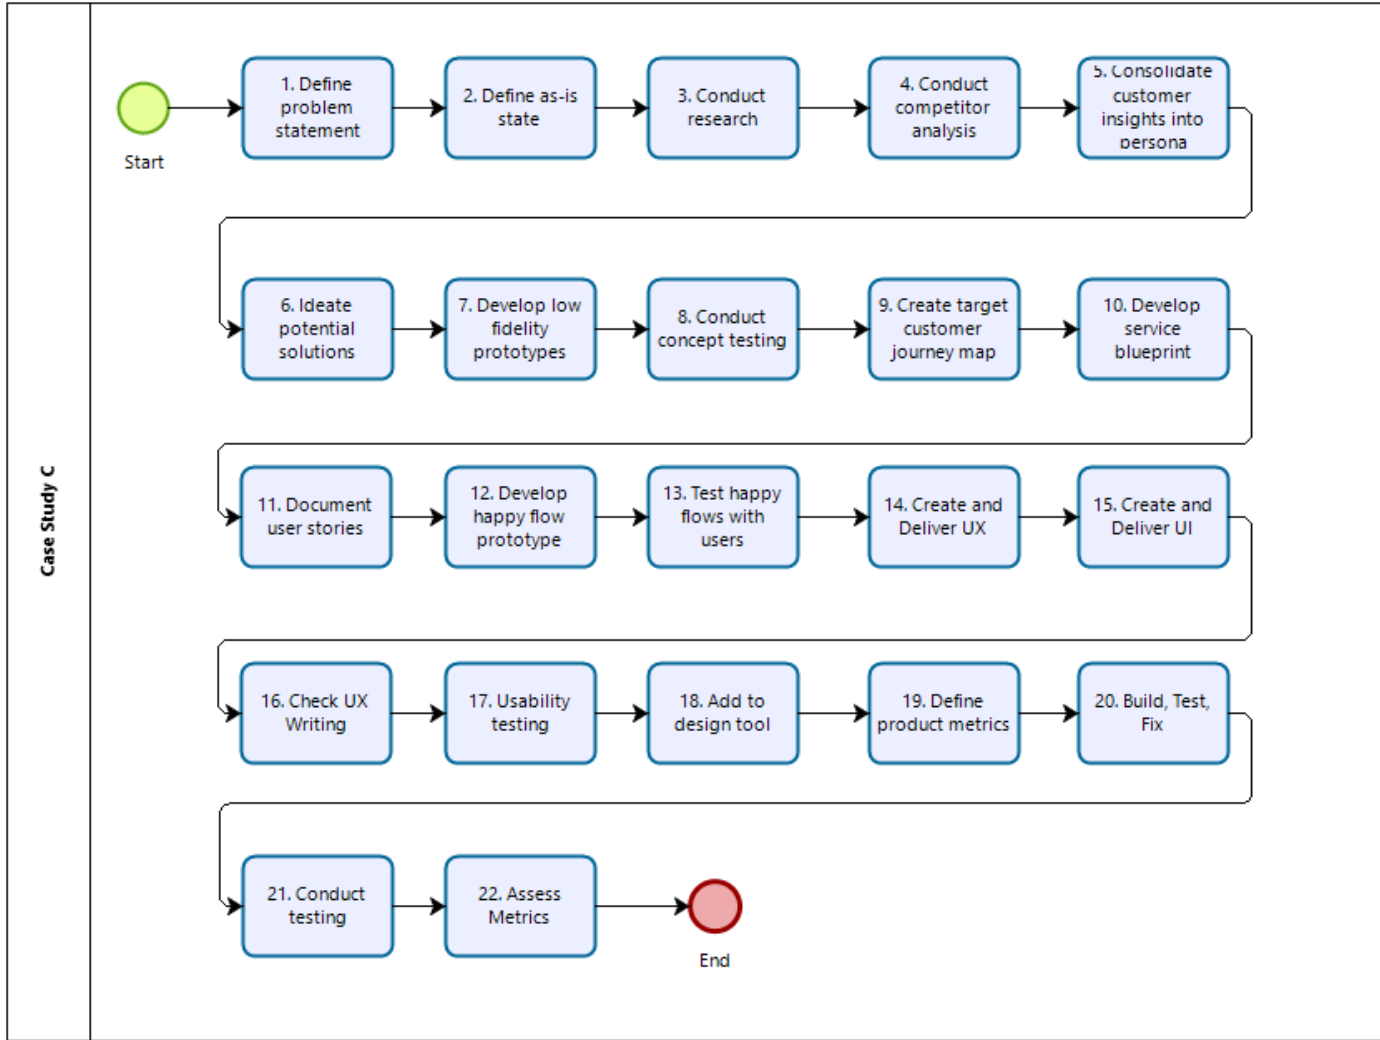 Case Study C
Start
1. Define
problem
statement
2. Define as-is
state
3. Conduct
research
4. Conduct
competitor
analysis
5. Consolidate
customer
insights into
persona
6. Ideate
potential
solutions
7. Develop low
fidelity
prototypes
8. Conduct
concept testing
9. Create target
customer
journey map
10. Develop
service
blueprint
11. Document
user stories
12. Develop
happy flow
prototype
13. Test happy
flows with
users
14. Create and
Deliver UX
15. Create and
Deliver UI
16. Check UX
Writing
17. Usability
testing
18. Add to
design tool
19. Define
product metrics
20. Build, Test,
Fix
21. Conduct
testing
22. Assess
Metrics
End